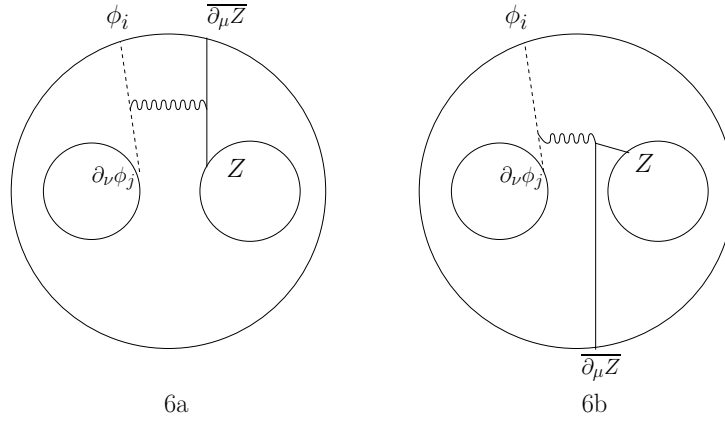 ϕ_i \overline{∂_μ Z}
∂_ν ϕ_j Z
6a
ϕ_i
∂_ν ϕ_j Z
\overline{∂_μ Z}
6b